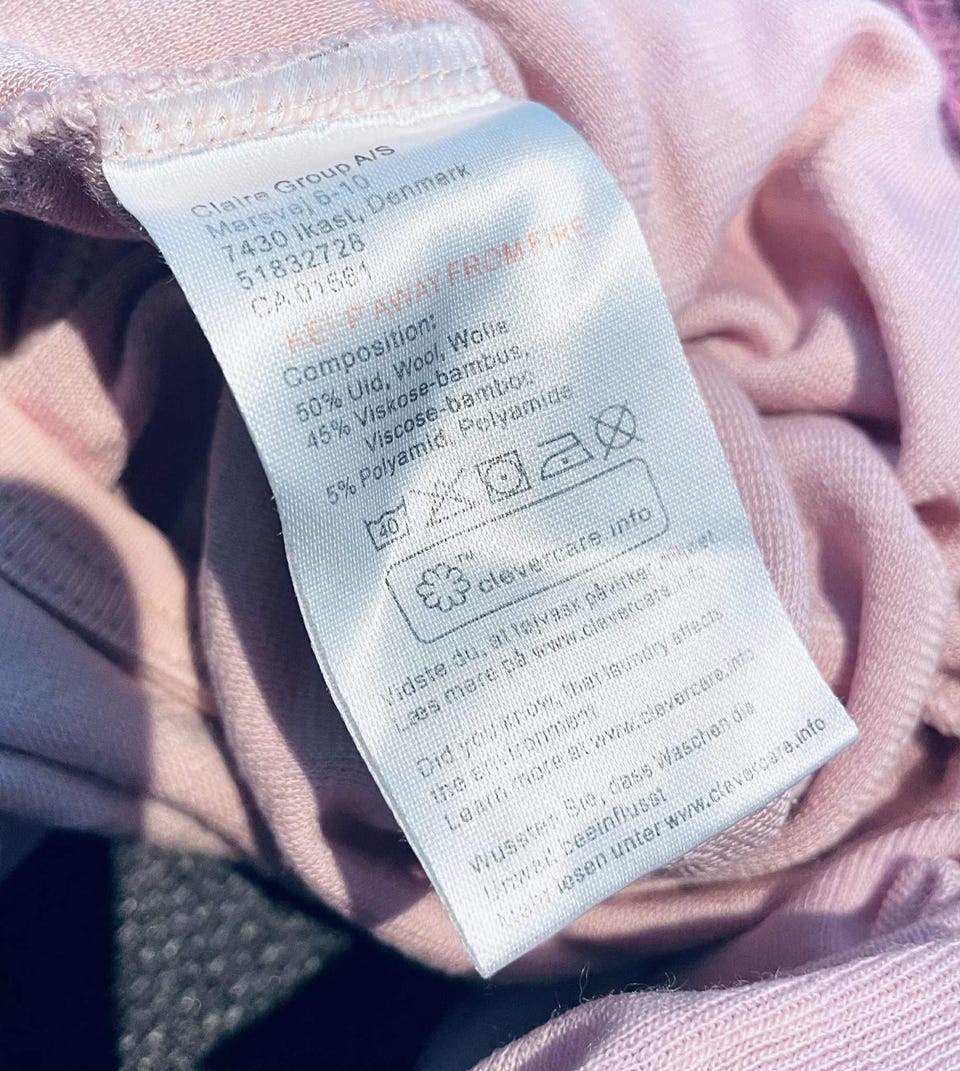 Claire Group A/S
Marsvej 6-10
7430 Ikast, Denmark
51832728
CA 01561
KEEP AWAY FROM FIRE
Composition:
50% Uld, Wool, Wolle
45% Viskose-bambus,
Viscose-bamboo
5% Polyamid, Polyamide
40
clevercare.info
Vidste du, at tøjvask påvirker miljøet
Læs mere på www.clevercare.info
Did you know, that laundry affects
the environment
Learn more at www.clevercare.info
Wussten Sie, dass Waschen die
Umwelt beeinflusst
Mehr lesen unter www.clevercare.info